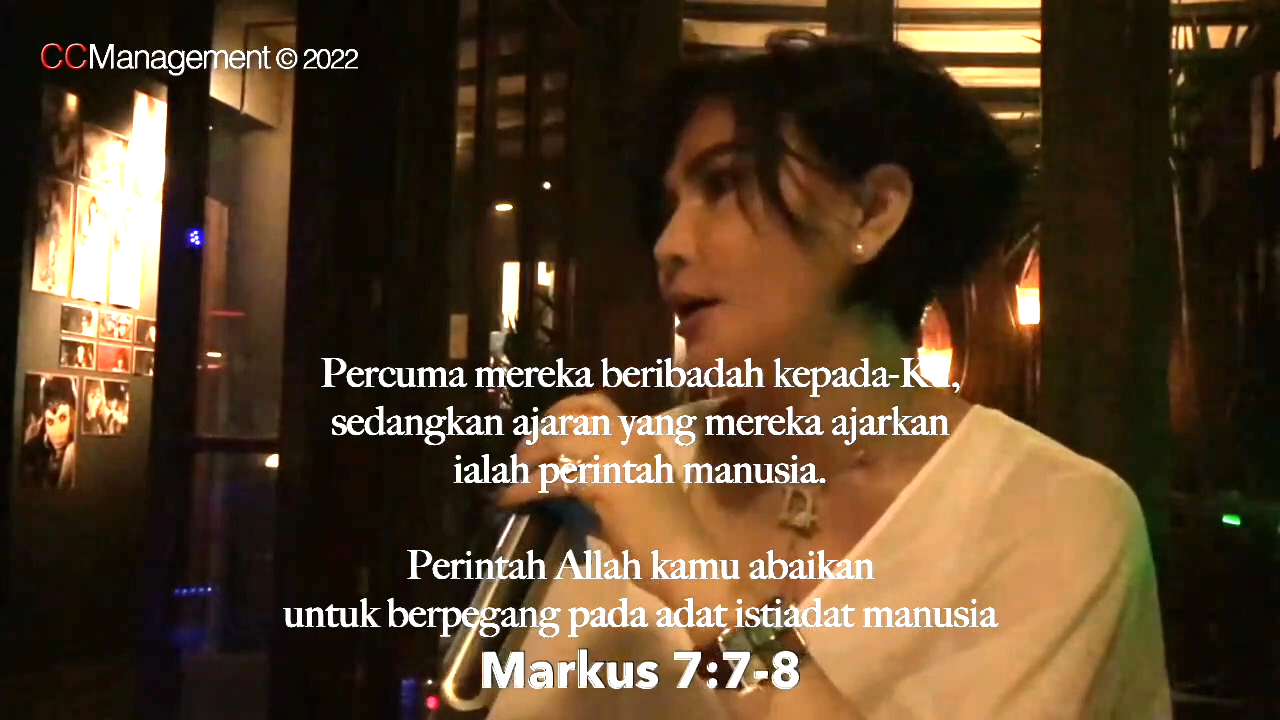 CCManagement © 2022
Percuma mereka beribadah kepada-Ku,
sedangkan ajaran yang mereka ajarkan
ialah perintah manusia.
Perintah Allah kamu abaikan
untuk berpegang pada adat istiadat manusia
Markus 7:7-8